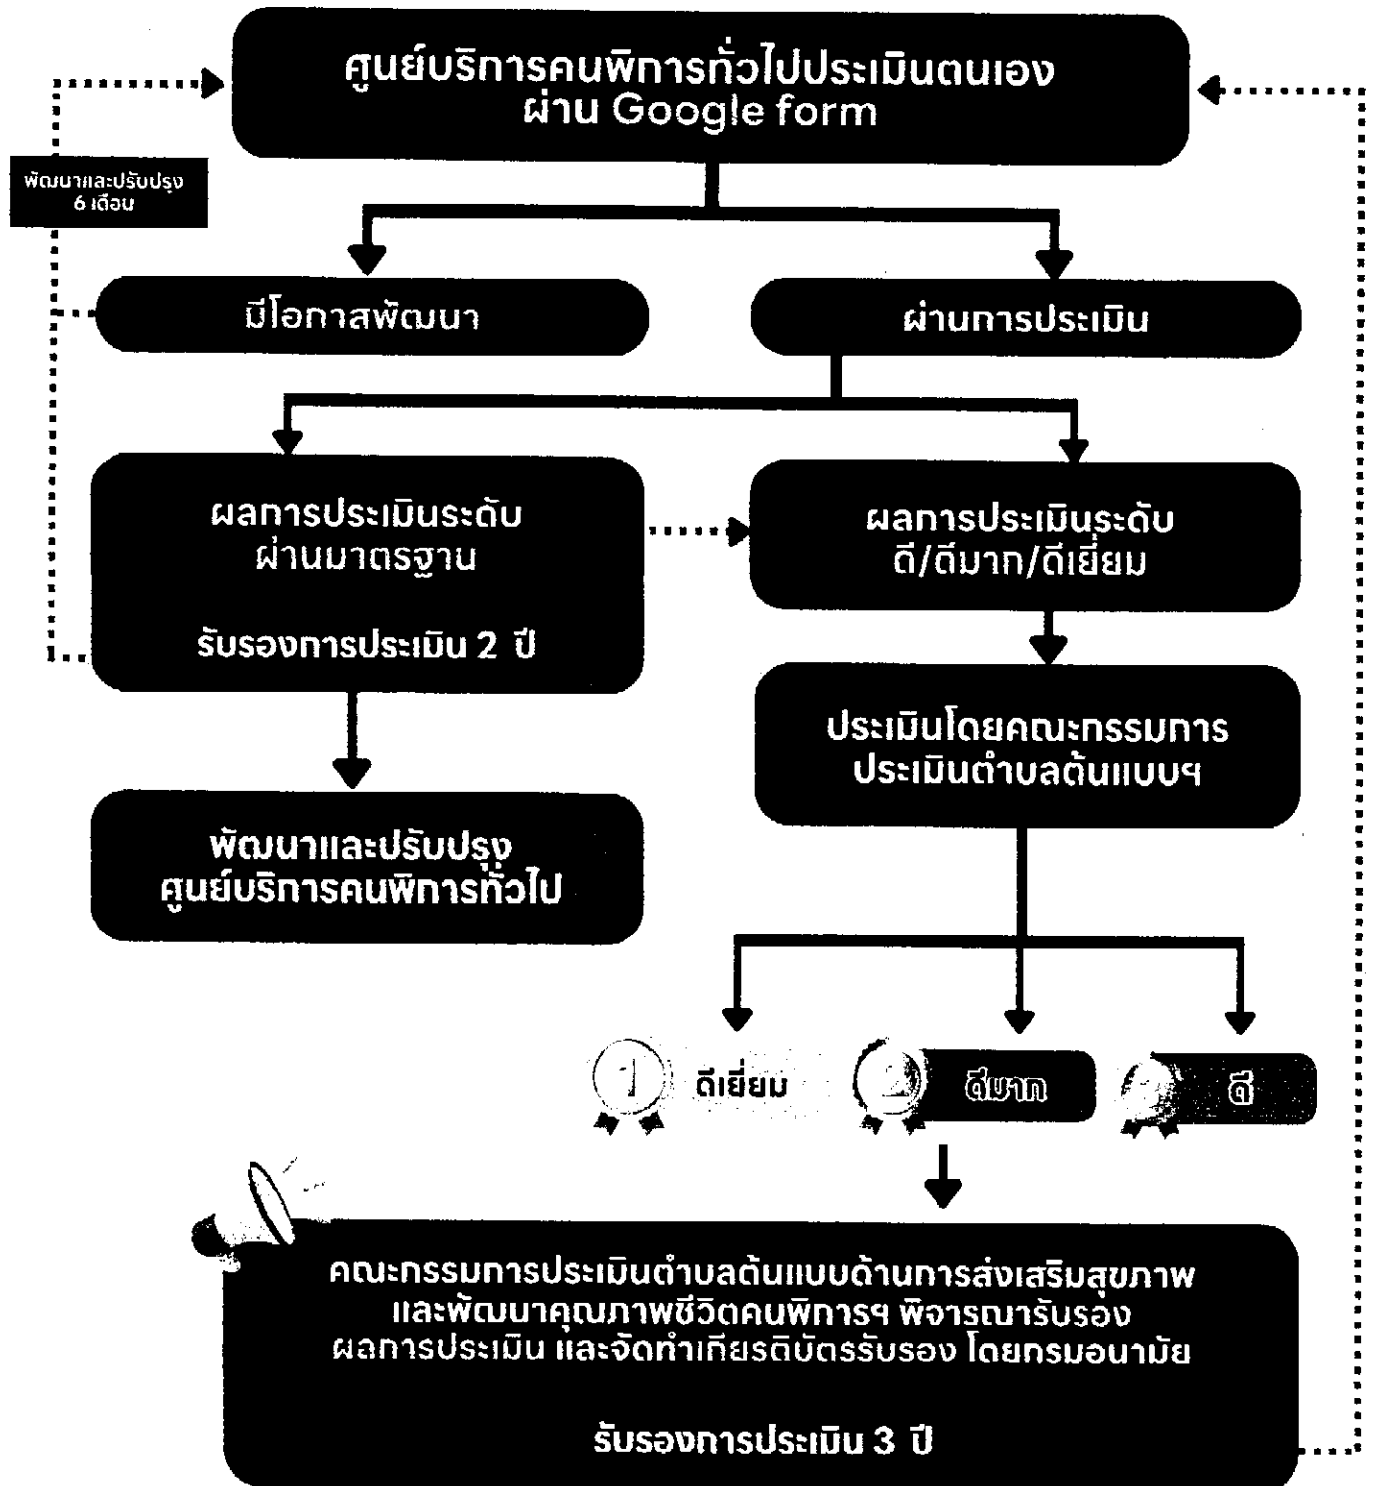 ศูนย์บริการคนพิการทั่วไปประเมินตนเอง
ผ่าน Google form
พัฒนาและปรับปรุง
6 เดือน
มีโอกาสพัฒนา
ผ่านการประเมิน
ผลการประเมินระดับ
ผ่านมาตรฐาน
รับรองการประเมิน 2 ปี
ผลการประเมินระดับ
ดี/ดีมาก/ดีเยี่ยม
ประเมินโดยคณะกรรมการ
ประเมินตำบลต้นแบบฯ
พัฒนาและปรับปรุง
ศูนย์บริการคนพิการทั่วไป
1 ดีเยี่ยม
2 ดีมาก
ดี
คณะกรรมการประเมินตำบลต้นแบบด้านการส่งเสริมสุขภาพ
และพัฒนาคุณภาพชีวิตคนพิการฯ พิจารณารับรอง
ผลการประเมิน และจัดทำเกียรติบัตรรับรอง โดยกรมอนามัย
รับรองการประเมิน 3 ปี